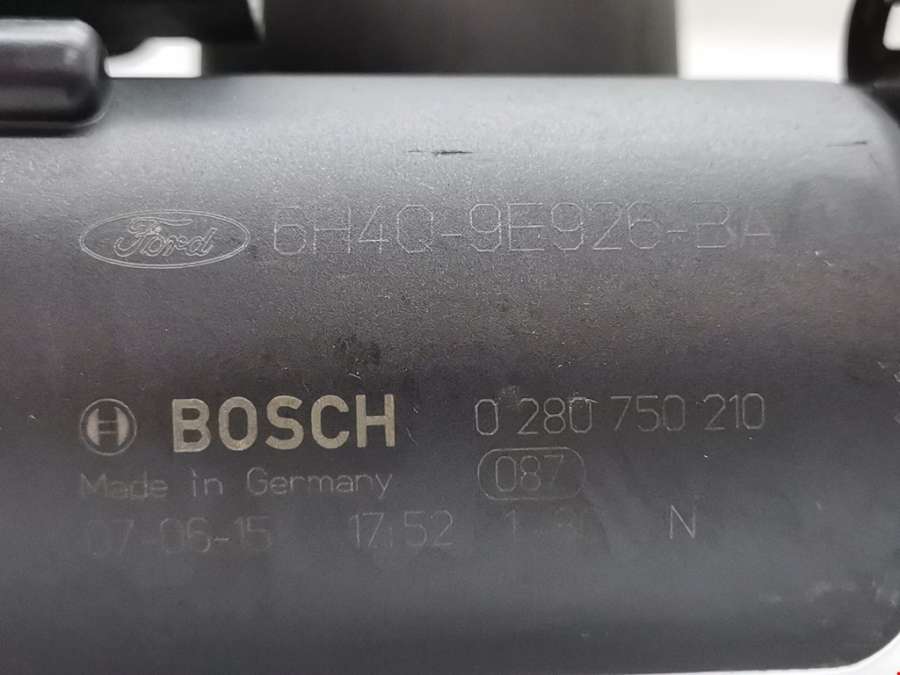 Ford 6H4Q-9E926-BA
BOSCH 0 280 750 210
Made in Germany 087
07-06-15 17:52 N